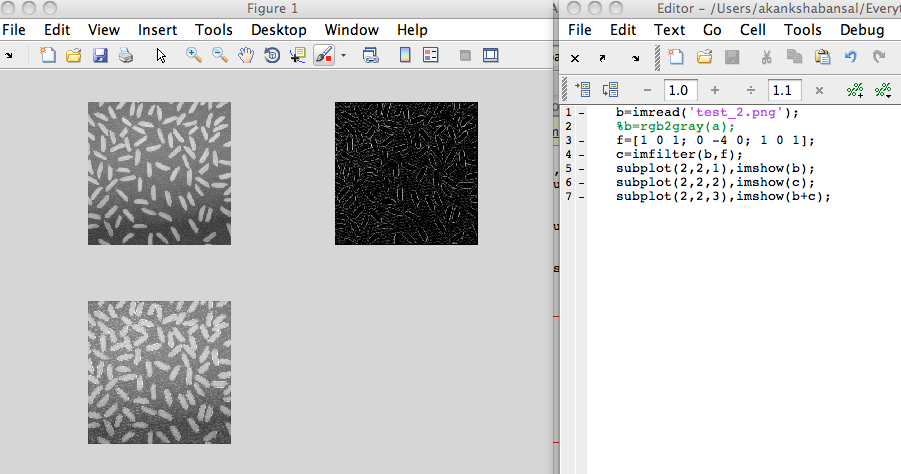 Figure 1
File Edit View Insert Tools Desktop Window Help
Editor - /Users/akankshabansal/Everyt
File Edit Text Go Cell Tools Debug
1.0
1.1
1 - b=imread('test_2.png');
2 %b=rgb2gray(a);
3 - f=[1 0 1; 0 -4 0; 1 0 1];
4 - c=imfilter(b,f);
5 - subplot(2,2,1),imshow(b);
6 - subplot(2,2,2),imshow(c);
7 - subplot(2,2,3),imshow(b+c);